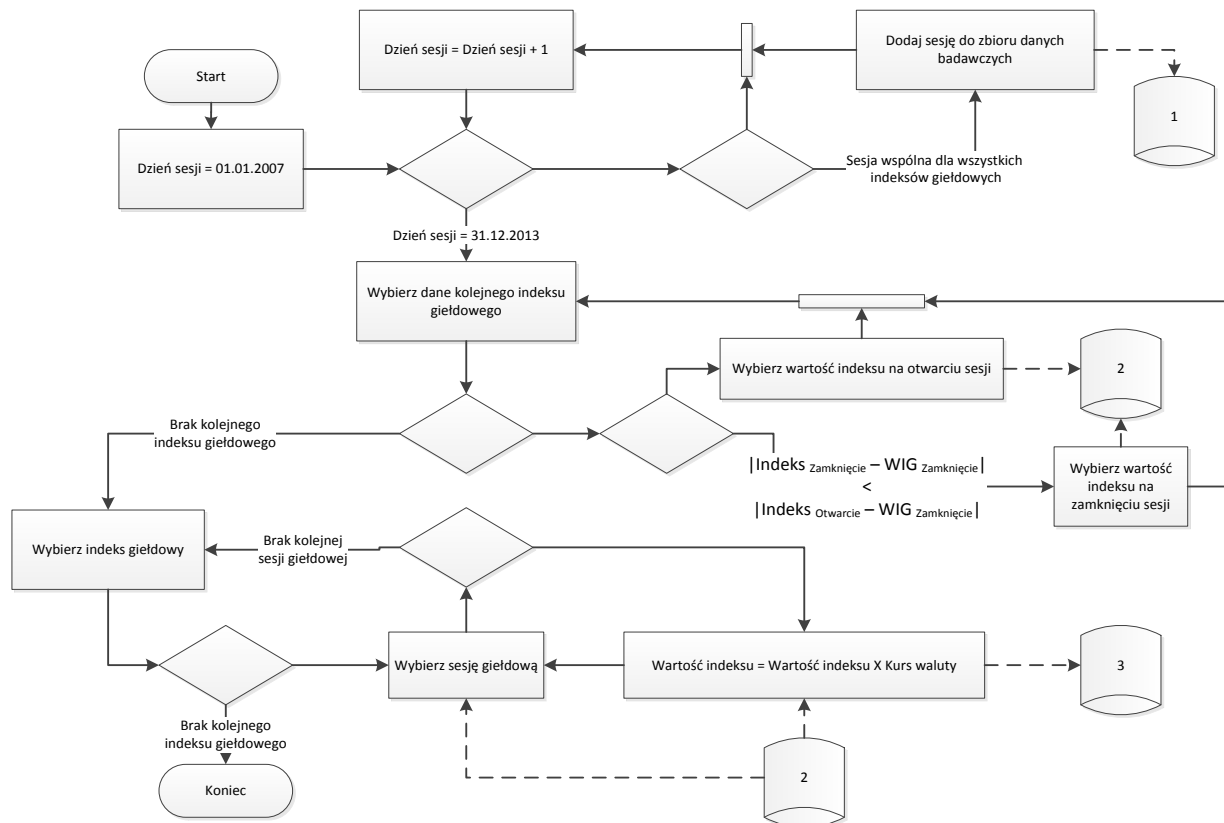 Dzień sesji = Dzień sesji + 1
Dodaj sesję do zbioru danych
badawczych
Start
1
Dzień sesji = 01.01.2007
Sesja wspólna dla wszystkich
indeksów giełdowych
Dzień sesji = 31.12.2013
Wybierz dane kolejnego indeksu
giełdowego
Wybierz wartość indeksu na otwarciu sesji
2
Brak kolejnego
indeksu giełdowego
|Indeks Zamknięcie – WIG Zamknięcie|
<
|Indeks Otwarcie – WIG Zamknięcie|
Wybierz wartość
indeksu na
zamknięciu sesji
Wybierz indeks giełdowy
Brak kolejnej
sesji giełdowej
Wybierz sesję giełdową
Wartość indeksu = Wartość indeksu X Kurs waluty
3
Brak kolejnego
indeksu giełdowego
Koniec
2